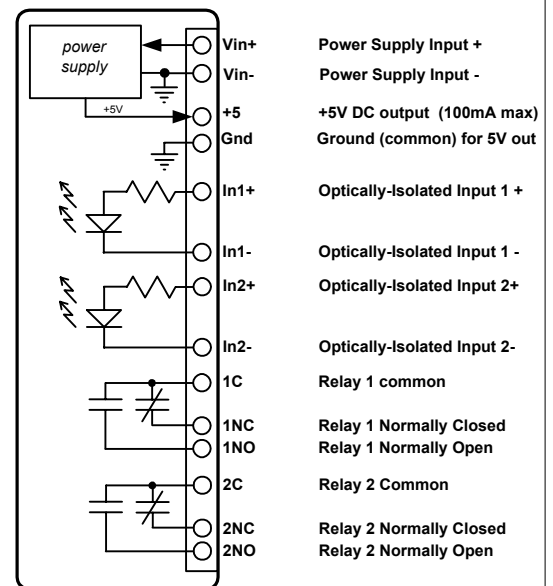 power
supply
+5V
Vin+ Power Supply Input +
Vin- Power Supply Input -
+5 +5V DC output (100mA max)
Gnd Ground (common) for 5V out
In1+ Optically-Isolated Input 1 +
In1- Optically-Isolated Input 1 -
In2+ Optically-Isolated Input 2+
In2- Optically-Isolated Input 2-
1C Relay 1 common
1NC Relay 1 Normally Closed
1NO Relay 1 Normally Open
2C Relay 2 Common
2NC Relay 2 Normally Closed
2NO Relay 2 Normally Open